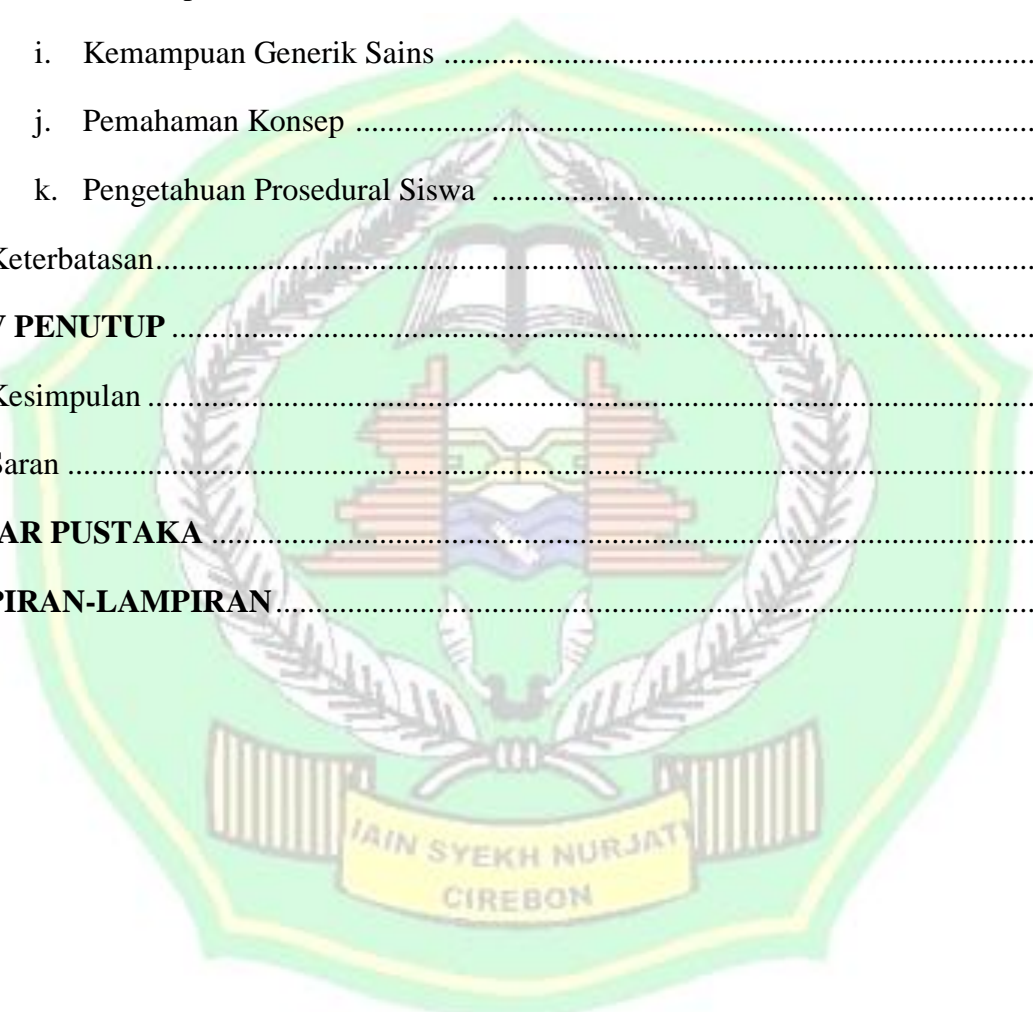 i. Kemampuan Generik Sains ........................................................................
j. Pemahaman Konsep ...................................................................................
k. Pengetahuan Prosedural Siswa ..................................................................
Keterbatasan..............................................................................................................
V PENUTUP ............................................................................................................
Kesimpulan ...............................................................................................................
Saran .........................................................................................................................
AR PUSTAKA .......................................................................................................
PIRAN-LAMPIRAN...............................................................................................
IAIN SYEKH NURJATI
CIREBON